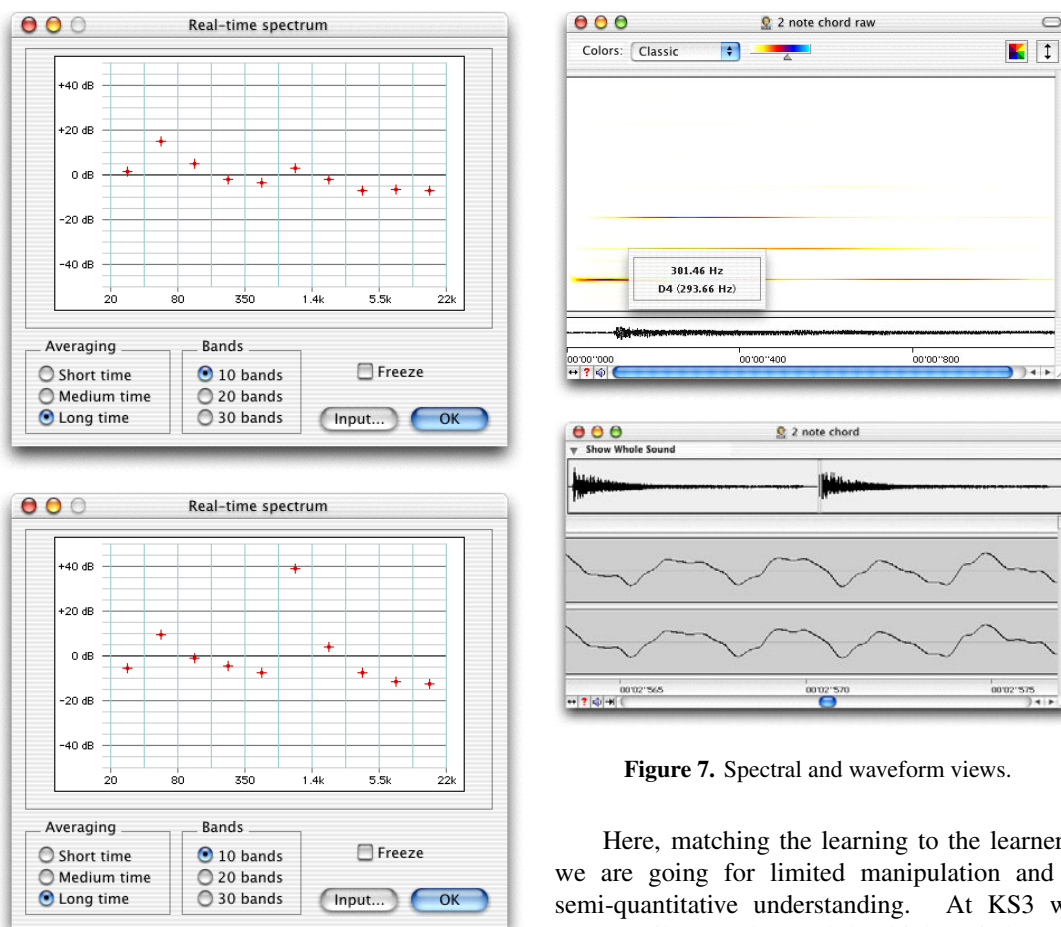 Real-time spectrum
+40 dB
+20 dB
0 dB
-20 dB
-40 dB
20 80 350 1.4k 5.5k 22k
Averaging
Short time
Medium time
Long time
Bands
10 bands
20 bands
30 bands
Freeze
Input... OK
Real-time spectrum
+40 dB
+20 dB
0 dB
-20 dB
-40 dB
20 80 350 1.4k 5.5k 22k
Averaging
Short time
Medium time
Long time
Bands
10 bands
20 bands
30 bands
Freeze
Input... OK
2 note chord raw
Colors: Classic
301.46 Hz
D4 (293.66 Hz)
00'00"000 00'00"400 00'00"800
2 note chord
Show Whole Sound
00'02"565 00'02"570 00'02"575
Figure 7. Spectral and waveform views.
Here, matching the learning to the learner
we are going for limited manipulation and
semi-quantitative understanding. At KS3 w